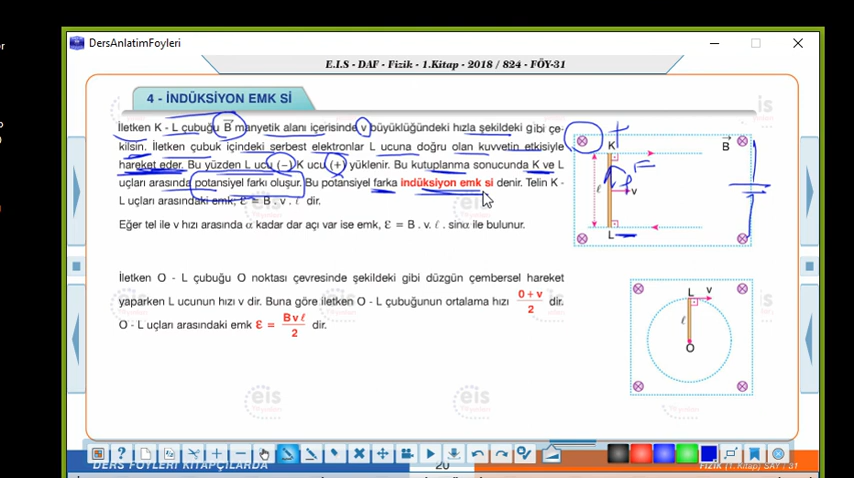 DersAnlatimFoyleri
E.I.S - DAF - Fizik - 1.Kitap - 2018 / 824 - FÖY-31
4 - İNDÜKSİYON EMK Sİ
İletken K - L çubuğu B manyetik alanı içerisinde v büyüklüğündeki hızla şekildeki gibi çe-
kilsin. İletken çubuk içindeki serbest elektronlar L ucuna doğru olan kuvvetin etkisiyle
hareket eder. Bu yüzden L ucu (-) K ucu (+) yüklenir. Bu kutuplanma sonucunda K ve L
uçları arasında potansiyel farkı oluşur. Bu potansiyel farka indüksiyon emk si denir. Telin K -
L uçları arasındaki emk; Ɛ = B . v . ℓ dir.
Eğer tel ile v hızı arasında α kadar dar açı var ise emk, Ɛ = B . v . ℓ . sinα ile bulunur.
K +
B
F
ℓ
e
v
L
İletken O - L çubuğu O noktası çevresinde şekildeki gibi düzgün çembersel hareket
yaparken L ucunun hızı v dir. Buna göre iletken O - L çubuğunun ortalama hızı 0 + v / 2 dir.
O - L uçları arasındaki emk Ɛ = B v ℓ / 2 dir.
L v
ℓ
O
eis
eis
DERS FÖYLERİ KİTAPÇILARDA
20
FİZİK (1. Kitap) SAY / 31